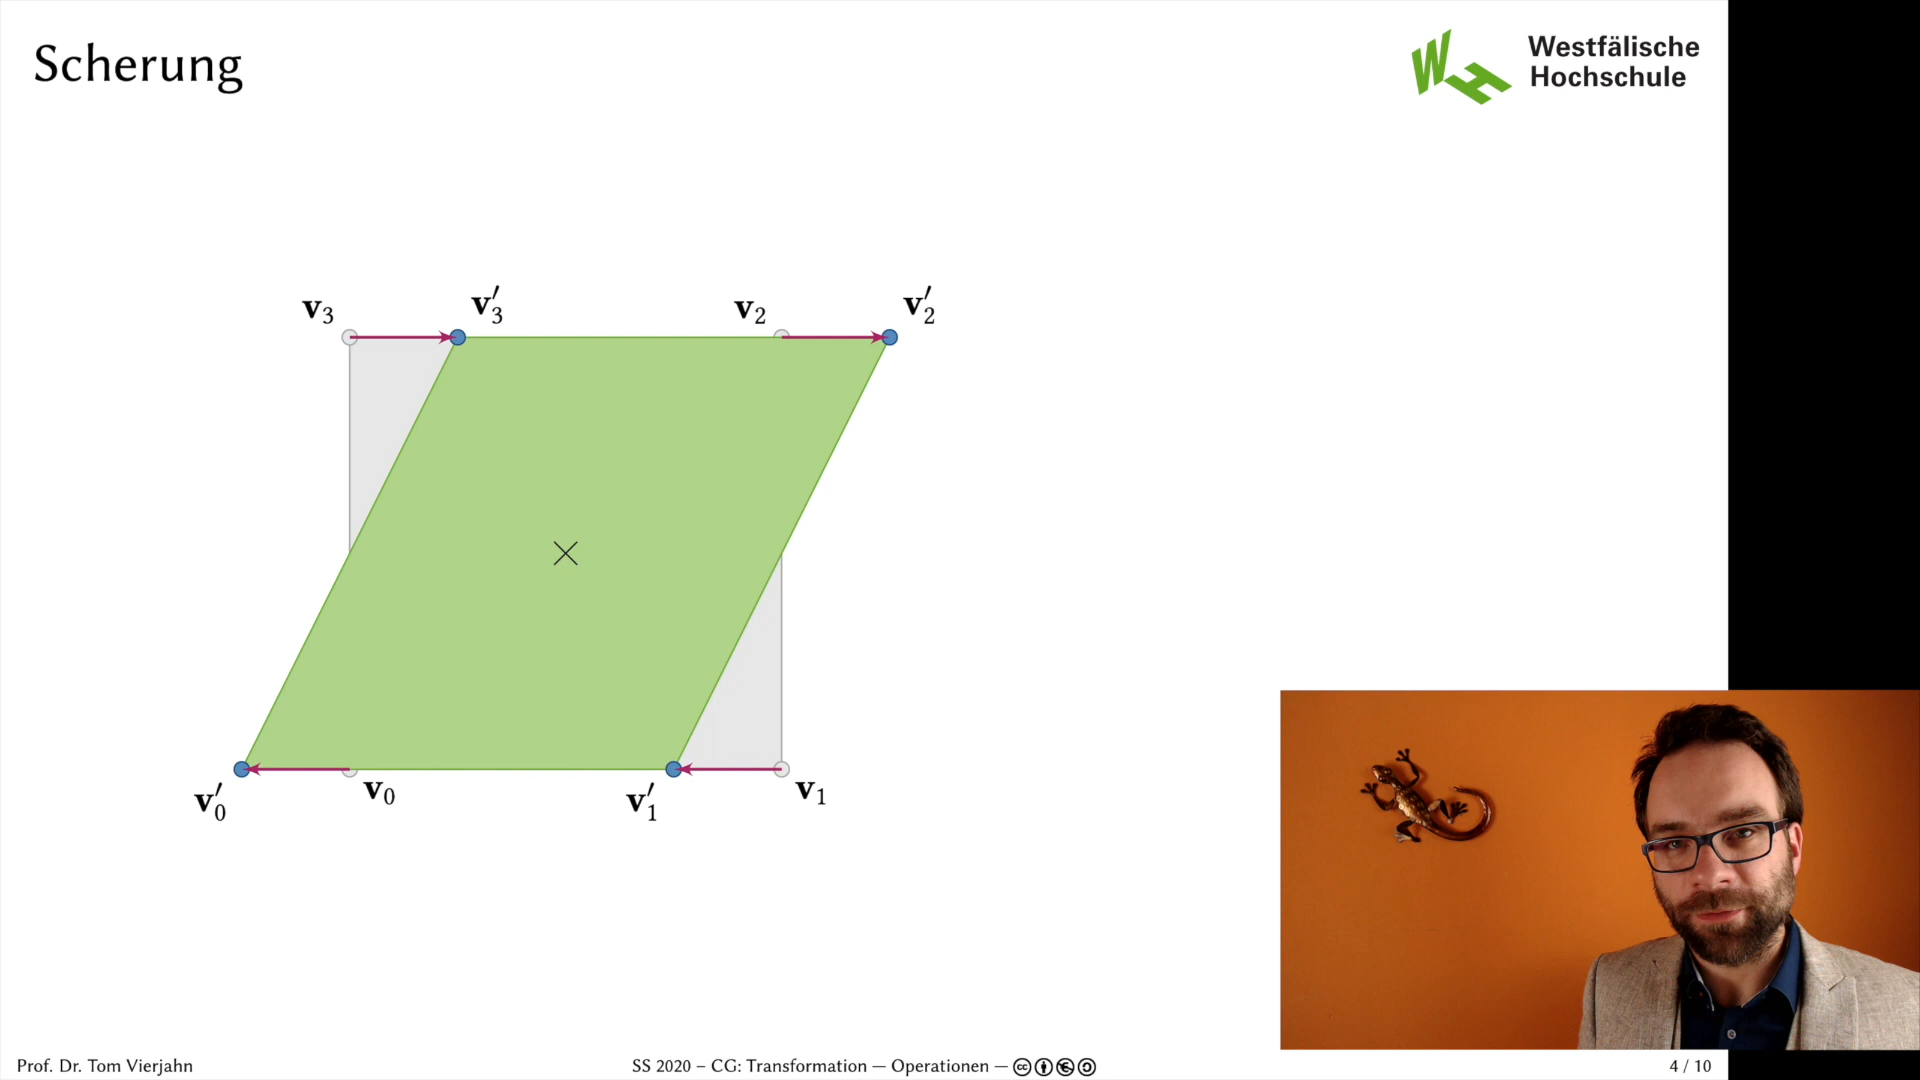 Scherung
Westfälische
Hochschule
v3
v′3
v2
v′2
v′0
v0
v′1
v1
Prof. Dr. Tom Vierjahn
SS 2020 – CG: Transformation — Operationen —
4 / 10